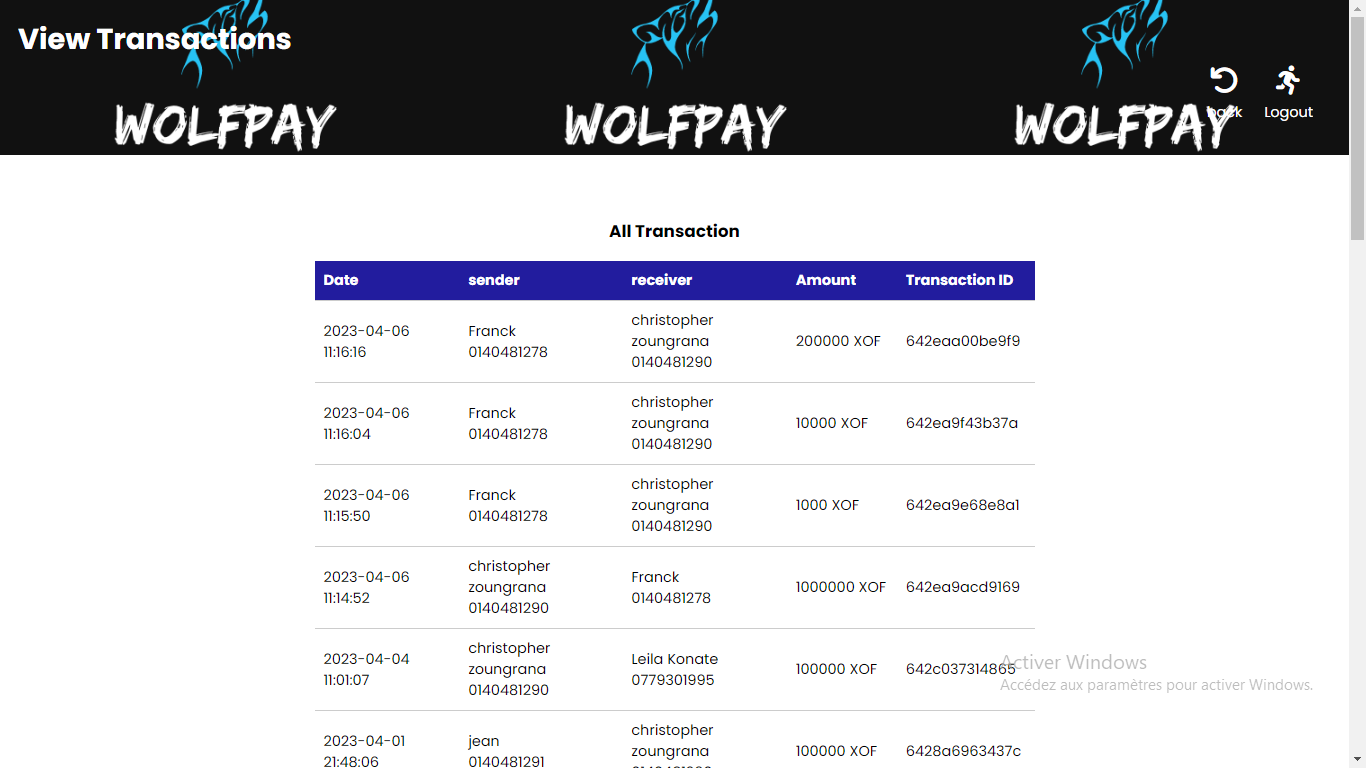 View Transactions
WOLFPAY
WOLFPAY
WOLFPAY
back
Logout
All Transaction
Date sender receiver Amount Transaction ID
2023-04-06
11:16:16
Franck
0140481278
christopher
zoungrana
0140481290
200000 XOF
642eaa00be9f9
2023-04-06
11:16:04
Franck
0140481278
christopher
zoungrana
0140481290
10000 XOF
642ea9f43b37a
2023-04-06
11:15:50
Franck
0140481278
christopher
zoungrana
0140481290
1000 XOF
642ea9e68e8a1
2023-04-06
11:14:52
christopher
zoungrana
0140481290
Franck
0140481278
1000000 XOF
642ea9acd9169
2023-04-04
11:01:07
christopher
zoungrana
0140481290
Leila Konate
0779301995
100000 XOF
642c037314865
2023-04-01
21:48:06
jean
0140481291
christopher
zoungrana
100000 XOF
6428a6963437c
Activer Windows
Accédez aux paramètres pour activer Windows.